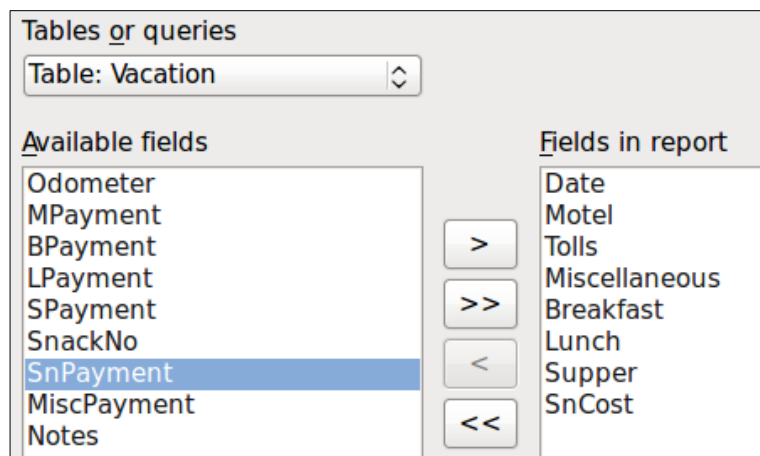 Tables or queries
Table: Vacation
Available fields
Odometer
MPayment
BPayment
LPayment
SPayment
SnackNo
SnPayment
MiscPayment
Notes
>
>>
<
<<
Fields in report
Date
Motel
Tolls
Miscellaneous
Breakfast
Lunch
Supper
SnCost